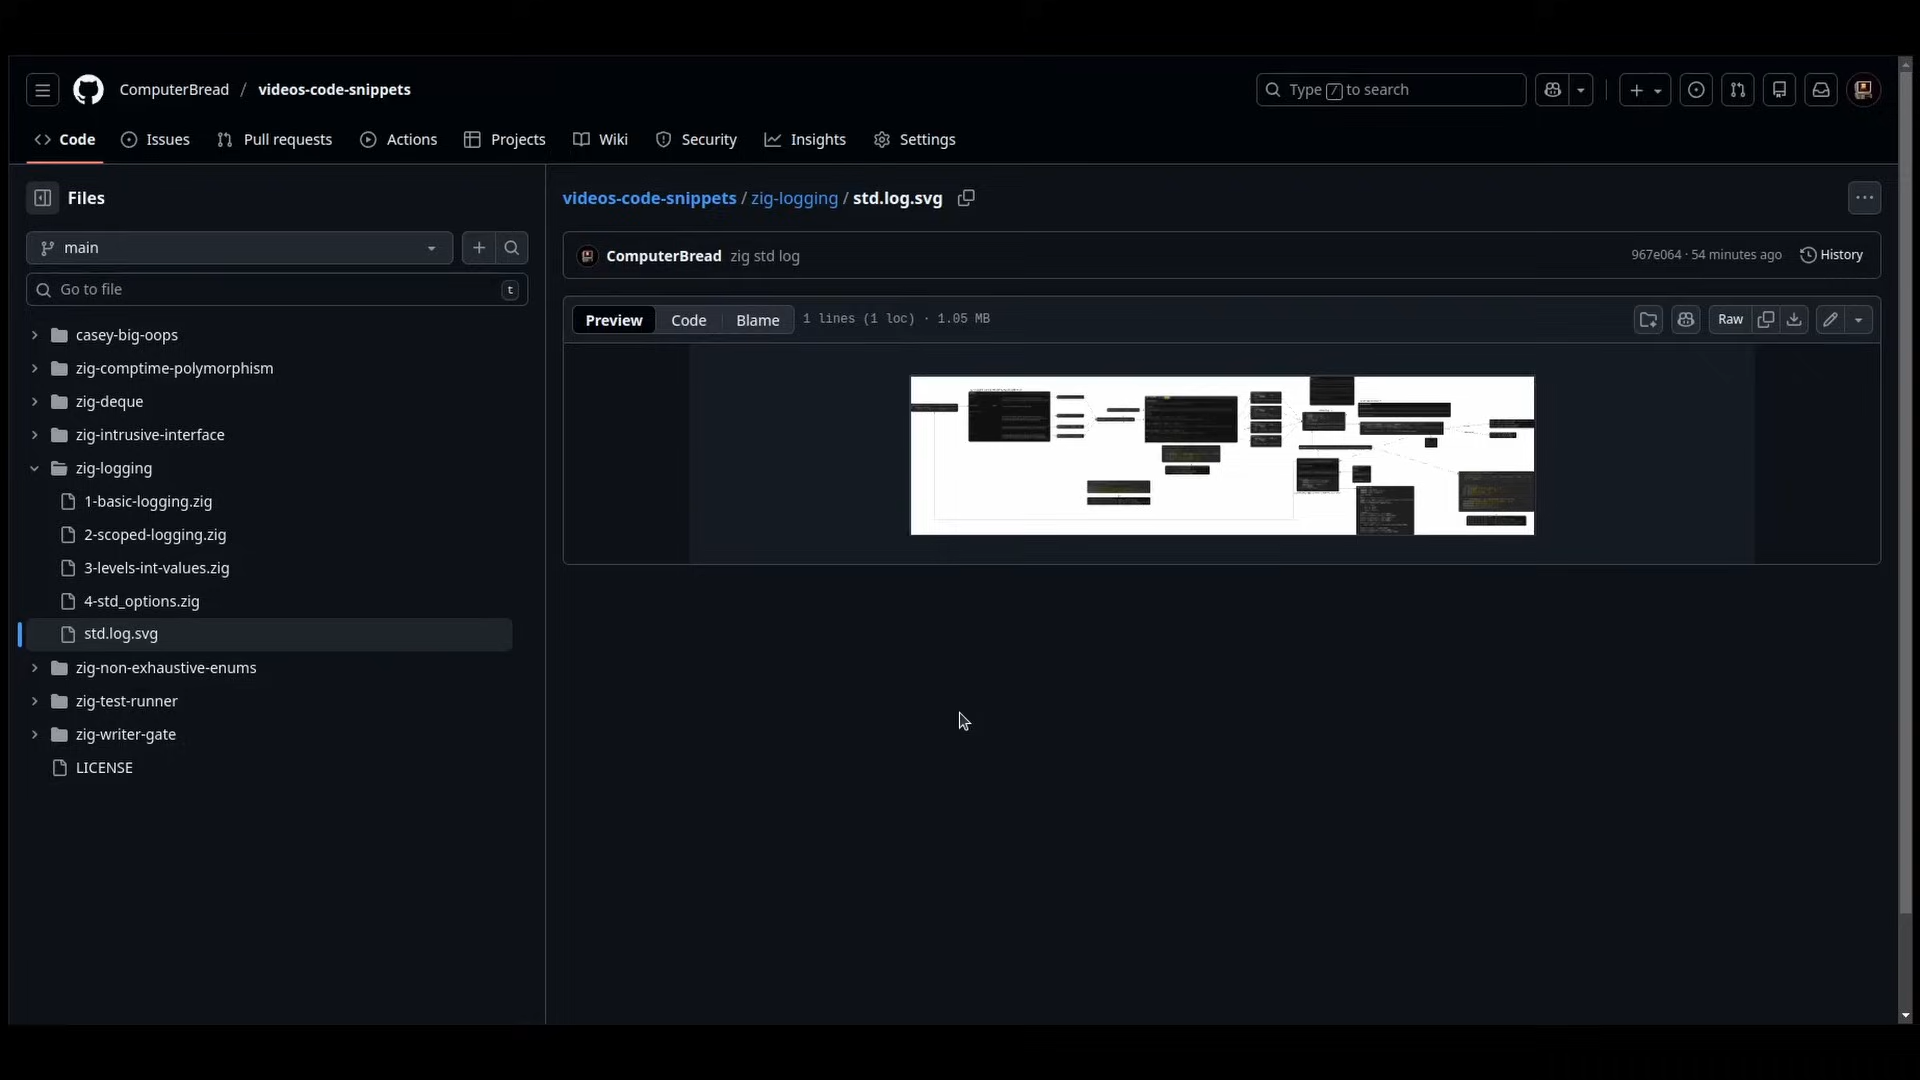 ComputerBread / videos-code-snippets
Type / to search
Code Issues Pull requests Actions Projects Wiki Security Insights Settings
Files
main
Go to file t
casey-big-oops
zig-comptime-polymorphism
zig-deque
zig-intrusive-interface
zig-logging
1-basic-logging.zig
2-scoped-logging.zig
3-levels-int-values.zig
4-std_options.zig
std.log.svg
zig-non-exhaustive-enums
zig-test-runner
zig-writer-gate
LICENSE
videos-code-snippets / zig-logging / std.log.svg
ComputerBread zig std log 967e064 · 54 minutes ago History
Preview Code Blame 1 lines (1 loc) · 1.05 MB Raw